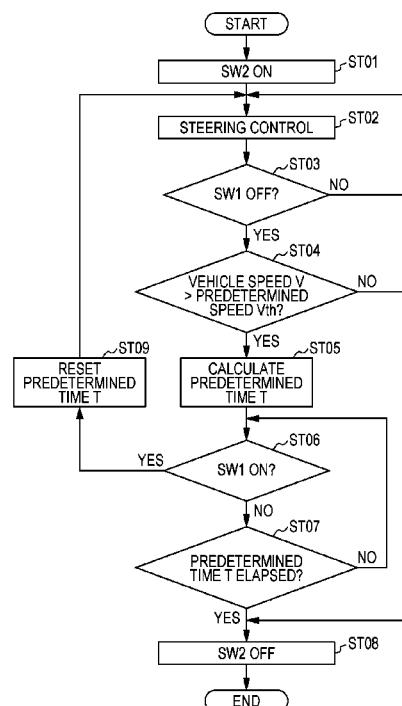 START
SW2 ON
ST01
STEERING CONTROL
ST02
SW1 OFF?
ST03
NO
YES
VEHICLE SPEED V
> PREDETERMINED
SPEED Vth?
ST04
NO
YES
RESET
PREDETERMINED
TIME T
ST09
CALCULATE
PREDETERMINED
TIME T
ST05
SW1 ON?
ST06
YES
NO
PREDETERMINED
TIME T ELAPSED?
ST07
NO
YES
SW2 OFF
ST08
END